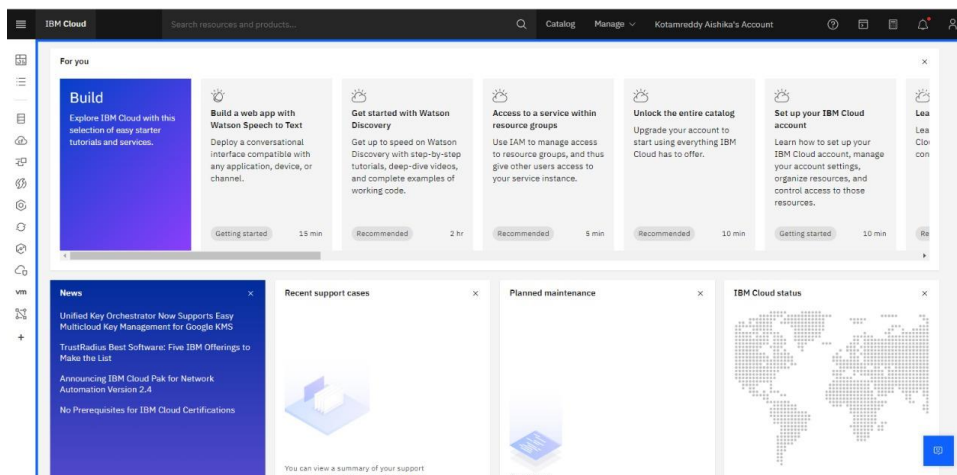 IBM Cloud
Search resources and products...
Catalog
Manage
Kotamreddy Aishika's Account
For you
Build
Explore IBM Cloud with this
selection of easy starter
tutorials and services.
Build a web app with
Watson Speech to Text
Deploy a conversational
interface compatible with
any application, device, or
channel.
Getting started
15 min
Get started with Watson
Discovery
Get up to speed on Watson
Discovery with step-by-step
tutorials, deep-dive videos,
and complete examples of
working code.
Recommended
2 hr
Access to a service within
resource groups
Use IAM to manage access
to resource groups, and thus
give other users access to
your service instance.
Recommended
5 min
Unlock the entire catalog
Upgrade your account to
start using everything IBM
Cloud has to offer.
Recommended
10 min
Set up your IBM Cloud
account
Learn how to set up your
IBM Cloud account, manage
your account settings,
organize resources, and
control access to those
resources.
Getting started
10 min
Lea
Lea
Clo
con
Re
vm
News
Unified Key Orchestrator Now Supports Easy
Multicloud Key Management for Google KMS
TrustRadius Best Software: Five IBM Offerings to
Make the List
Announcing IBM Cloud Pak for Network
Automation Version 2.4
No Prerequisites for IBM Cloud Certifications
Recent support cases
You can view a summary of your support
Planned maintenance
IBM Cloud status